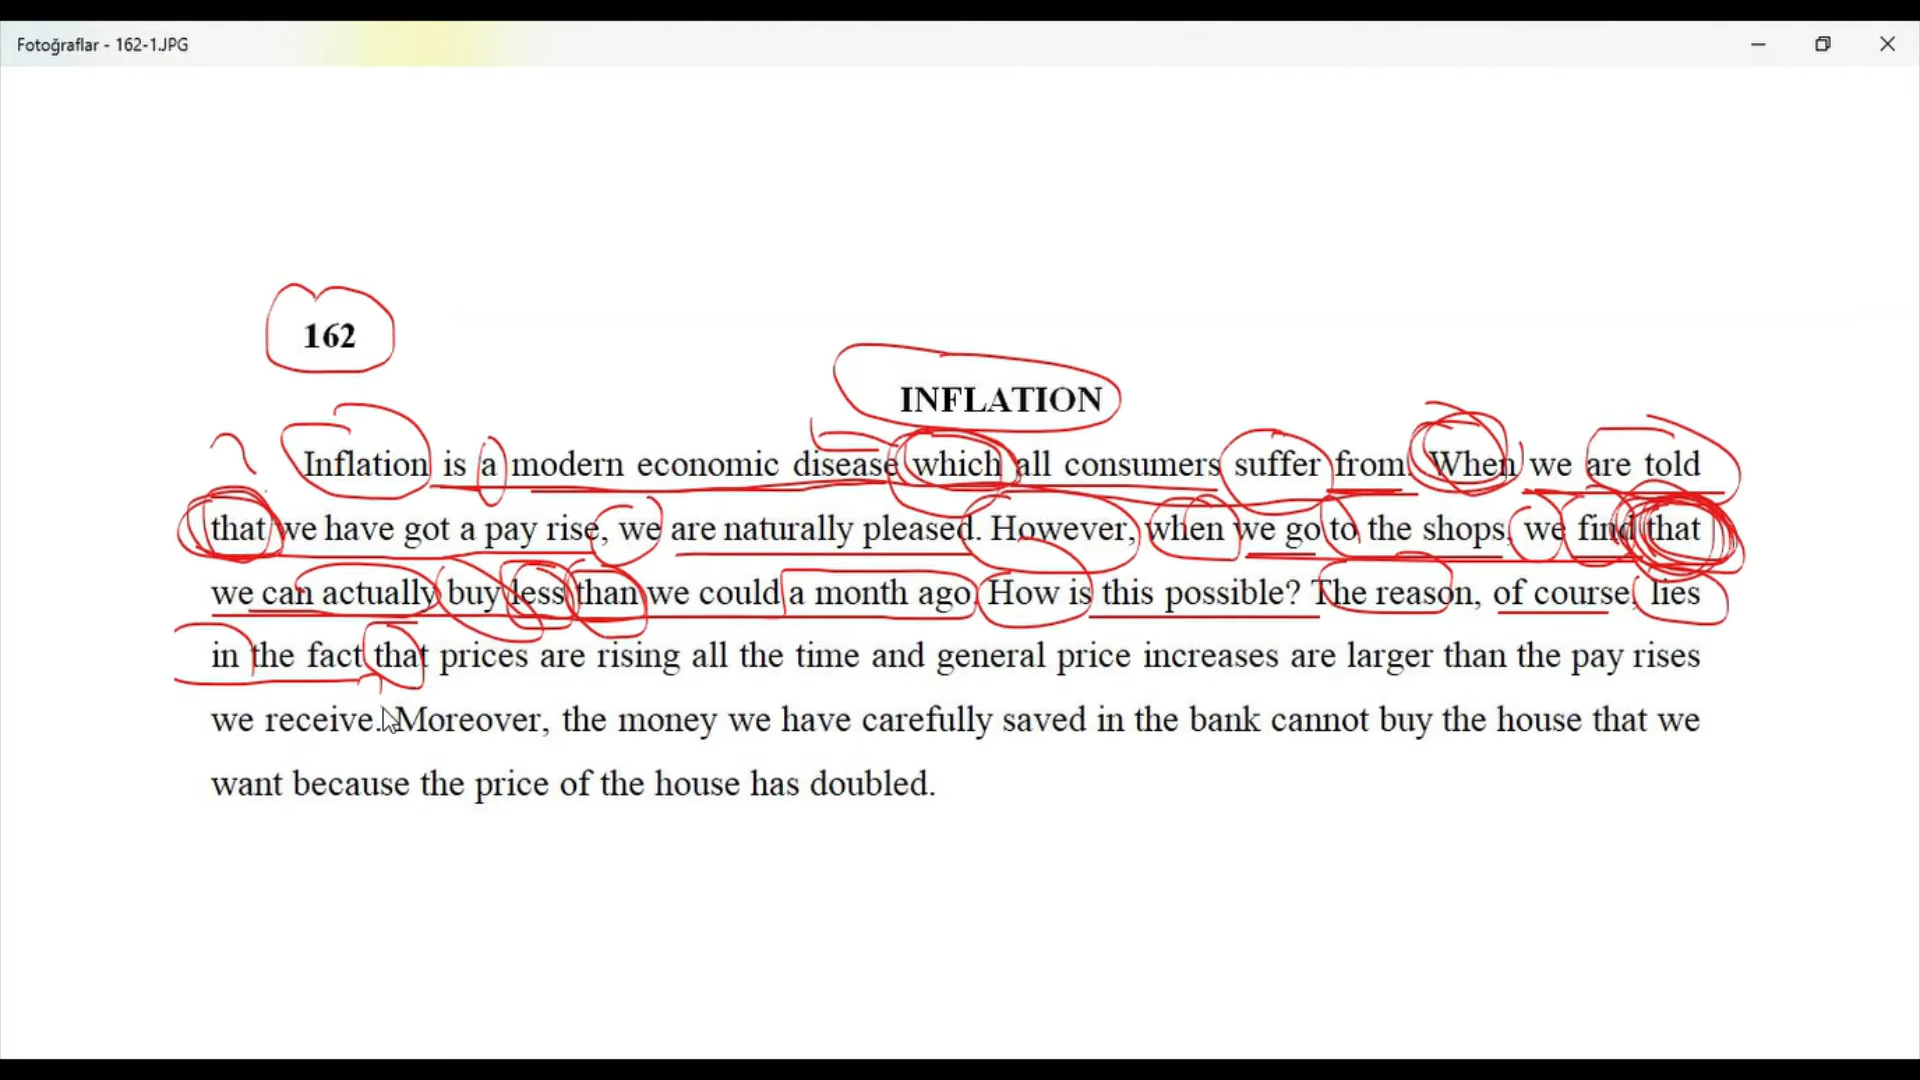 Fotoğraflar - 162-1.JPG
162
INFLATION
Inflation is a modern economic disease which all consumers suffer from. When we are told
that we have got a pay rise, we are naturally pleased. However, when we go to the shops, we find that
we can actually buy less than we could a month ago. How is this possible? The reason, of course, lies
in the fact that prices are rising all the time and general price increases are larger than the pay rises
we receive. Moreover, the money we have carefully saved in the bank cannot buy the house that we
want because the price of the house has doubled.